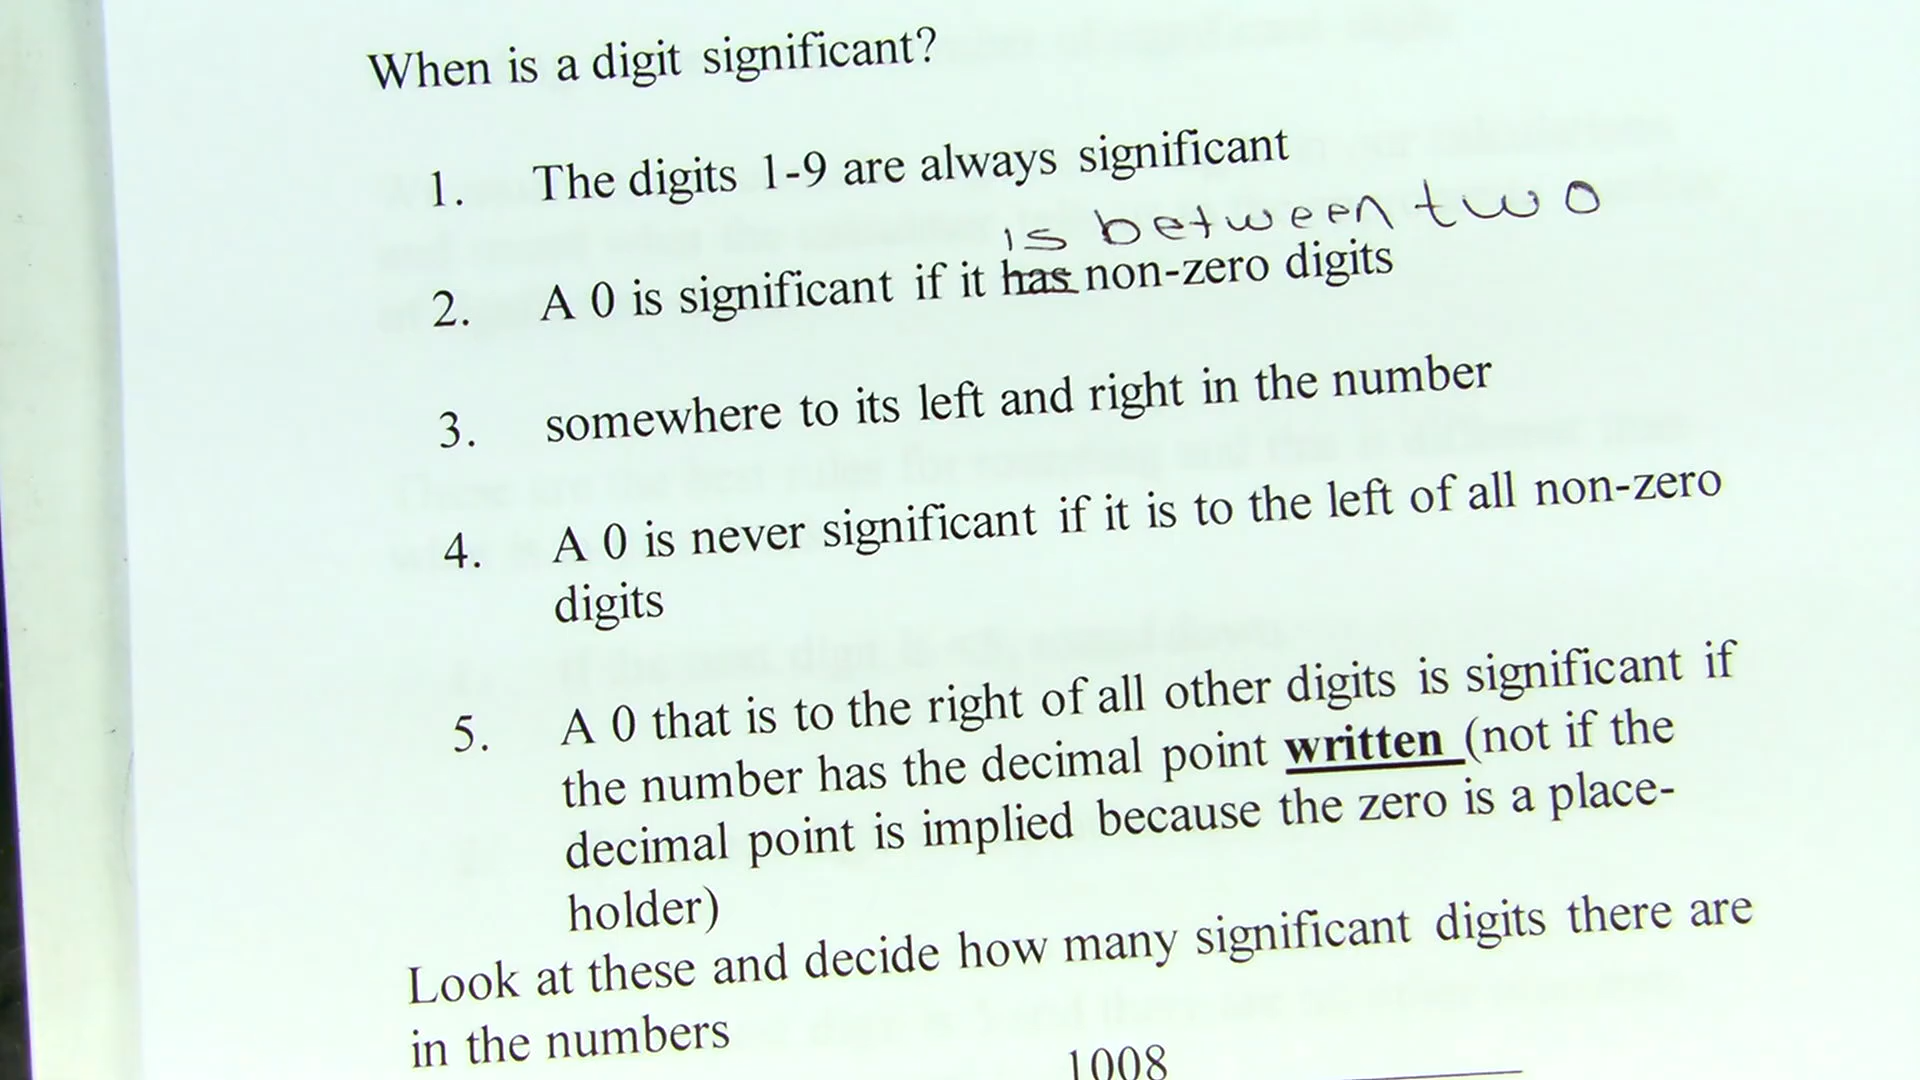 When is a digit significant?
1. The digits 1-9 are always significant
is between two
2. A 0 is significant if it has non-zero digits
3. somewhere to its left and right in the number
4. A 0 is never significant if it is to the left of all non-zero
digits
5. A 0 that is to the right of all other digits is significant if
the number has the decimal point written (not if the
decimal point is implied because the zero is a place-
holder)
Look at these and decide how many significant digits there are
in the numbers
1008